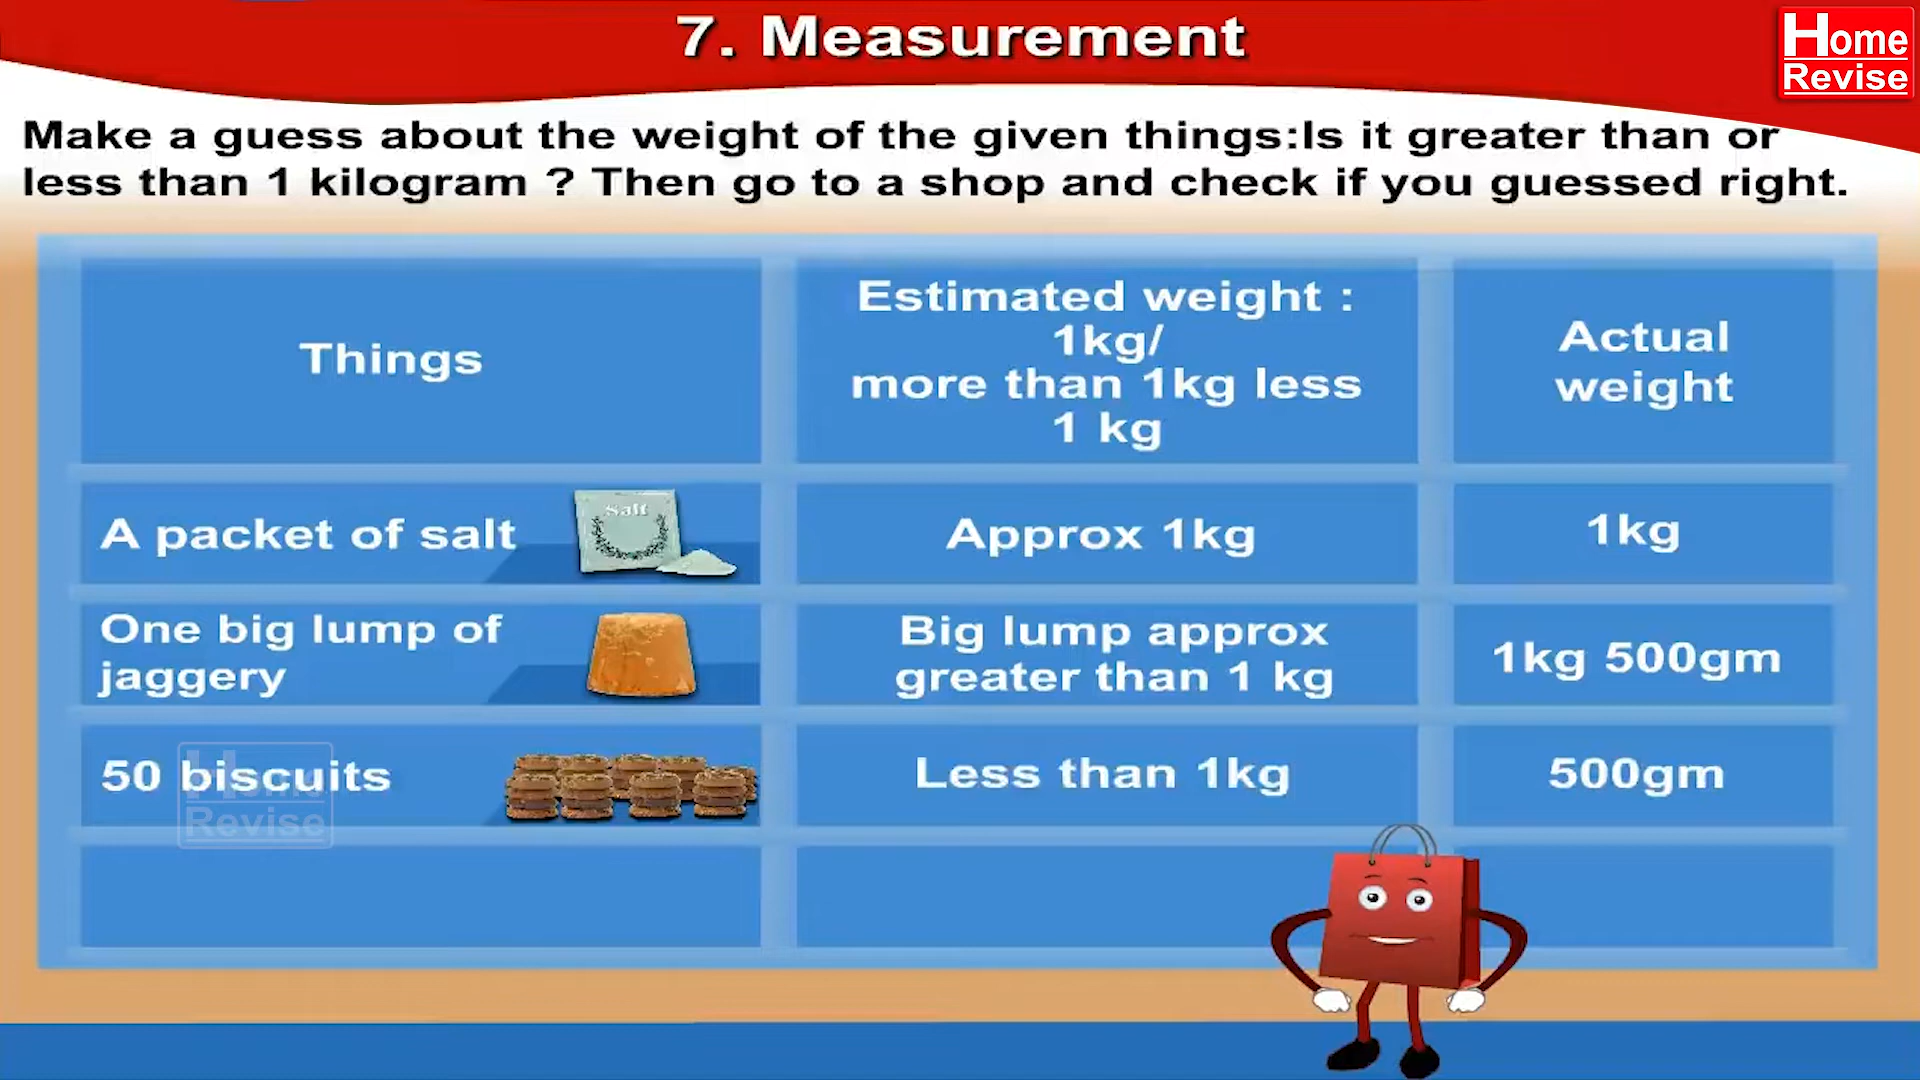 7. Measurement
Home
Revise
Make a guess about the weight of the given things:Is it greater than or
less than 1 kilogram ? Then go to a shop and check if you guessed right.
Things
Estimated weight :
1kg/
more than 1kg less
1 kg
Actual
weight
A packet of salt
Salt
Approx 1kg
1kg
One big lump of
jaggery
Big lump approx
greater than 1 kg
1kg 500gm
50 biscuits
Less than 1kg
500gm
Home
Revise